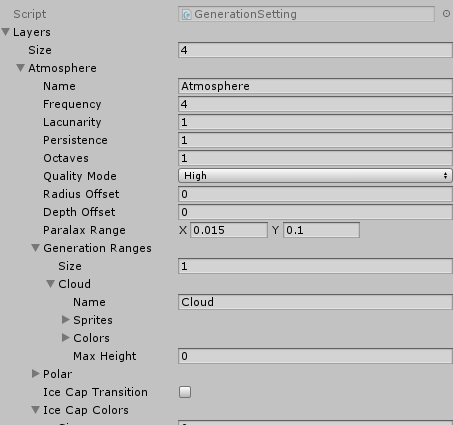 Script GenerationSetting
Layers
Size 4
Atmosphere
Name Atmosphere
Frequency 4
Lacunarity 1
Persistence 1
Octaves 1
Quality Mode High
Radius Offset 0
Depth Offset 0
Paralax Range X 0.015 Y 0.1
Generation Ranges
Size 1
Cloud
Name Cloud
Sprites
Colors
Max Height 0
Polar
Ice Cap Transition
Ice Cap Colors